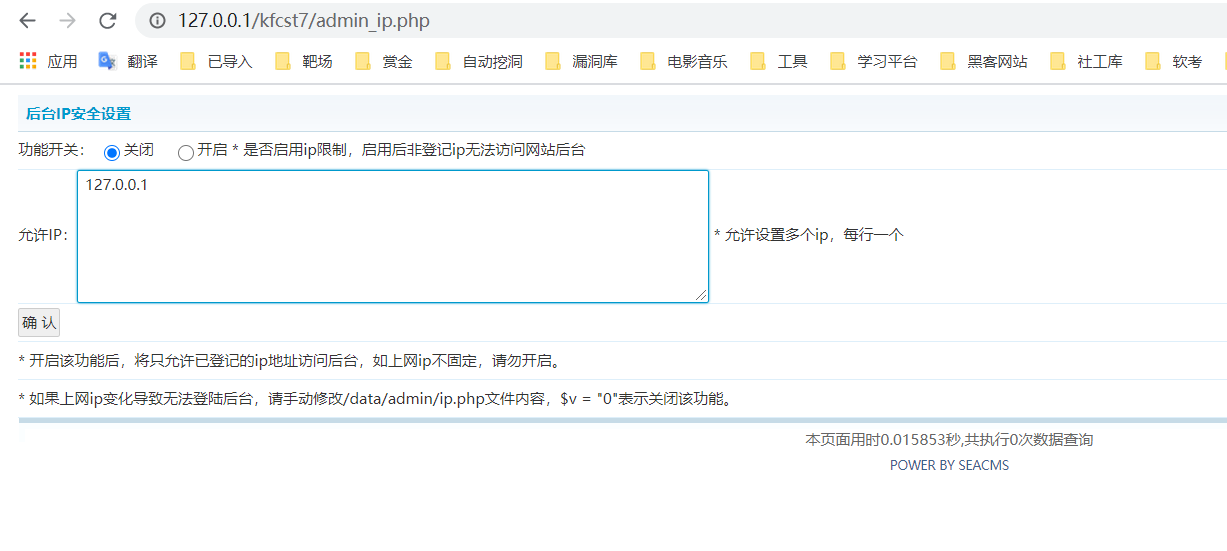 127.0.0.1/kfcst7/admin_ip.php
应用 翻译 已导入 靶场 赏金 自动挖洞 漏洞库 电影音乐 工具 学习平台 黑客网站 社工库 软考
后台IP安全设置
功能开关： 关闭 开启 * 是否启用ip限制，启用后非登记ip无法访问网站后台
127.0.0.1
允许IP： * 允许设置多个ip，每行一个
确 认
* 开启该功能后，将只允许已登记的ip地址访问后台，如上网ip不固定，请勿开启。
* 如果上网ip变化导致无法登陆后台，请手动修改/data/admin/ip.php文件内容，$v = "0"表示关闭该功能。
本页面用时0.015853秒,共执行0次数据查询
POWER BY SEACMS